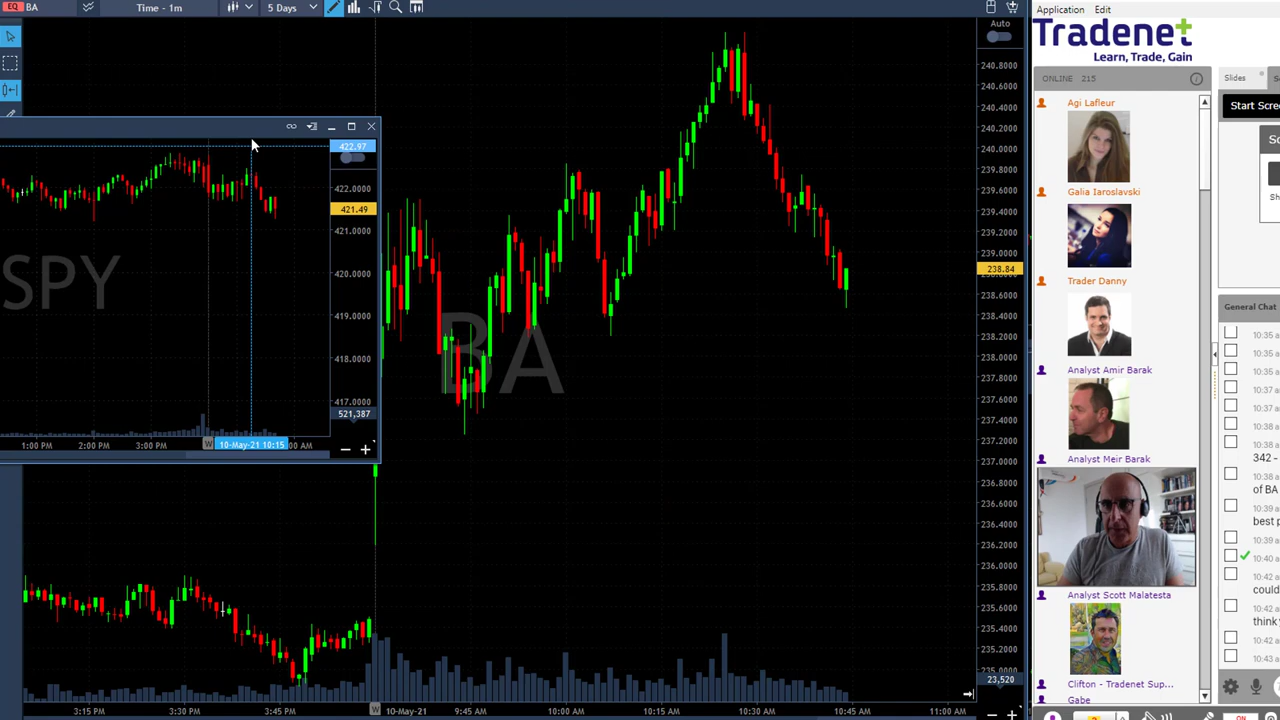 EQ BA Time - 1m 5 Days
Application Edit
Tradenet
Learn, Trade, Gain
ONLINE 215
Slides
Start Scree
Agi Lafleur
Galia Iaroslavski
Trader Danny
Analyst Amir Barak
Analyst Meir Barak
Analyst Scott Malatesta
Clifton - Tradenet Sup...
Gabe
General Chat
10:35 a
10:35 a
10:35 a
10:37 a
10:37 a
10:38 a
10:38 a
342 -
10:38 a
of BA
10:39 a
best p
10:39 a
10:40 a
10:42 a
could
10:42 a
think
10:42 a
10:43 a
Auto
240.8000
240.6000
240.4000
240.2000
240.0000
239.8000
239.6000
239.4000
239.2000
239.0000
238.84
238.6000
238.4000
238.2000
238.0000
237.8000
237.6000
237.4000
237.2000
237.0000
236.8000
236.6000
236.4000
236.2000
236.0000
235.8000
235.6000
235.4000
235.2000
235.0000
23,520
BA
SPY
422.97
422.0000
421.49
421.0000
420.0000
419.0000
418.0000
417.0000
521,387
1:00 PM 2:00 PM 3:00 PM W 10-May-21 10:15 :00 AM
3:15 PM 3:30 PM 3:45 PM W 10-May-21 9:45 AM 10:00 AM 10:15 AM 10:30 AM 10:45 AM 11:00 AM
ON